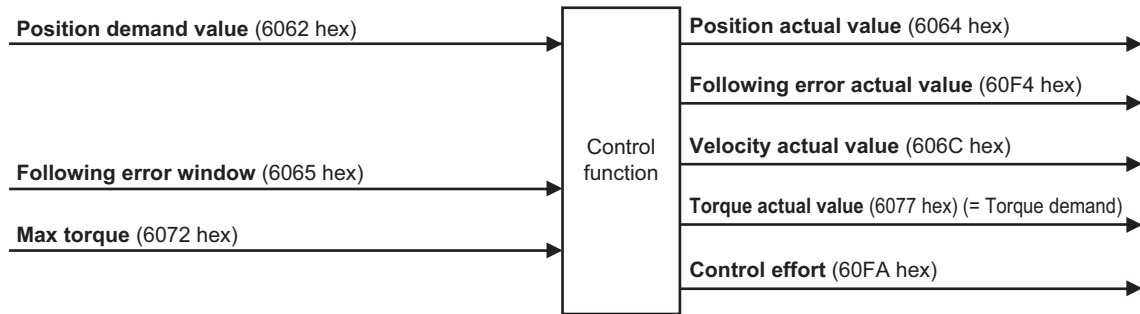 Position demand value (6062 hex)
Following error window (6065 hex)
Max torque (6072 hex)
Control
function
Position actual value (6064 hex)
Following error actual value (60F4 hex)
Velocity actual value (606C hex)
Torque actual value (6077 hex) (= Torque demand)
Control effort (60FA hex)